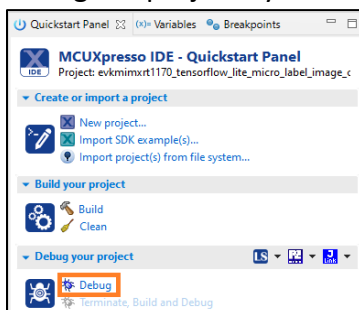 Quickstart Panel (x)= Variables Breakpoints
IDE
MCUXpresso IDE - Quickstart Panel
Project: evkmimxrt1170_tensorflow_lite_micro_label_image_c
Create or import a project
New project...
Import SDK example(s)...
Import project(s) from file system...
Build your project
Build
Clean
Debug your project
LS
Link
Debug
Terminate, Build and Debug